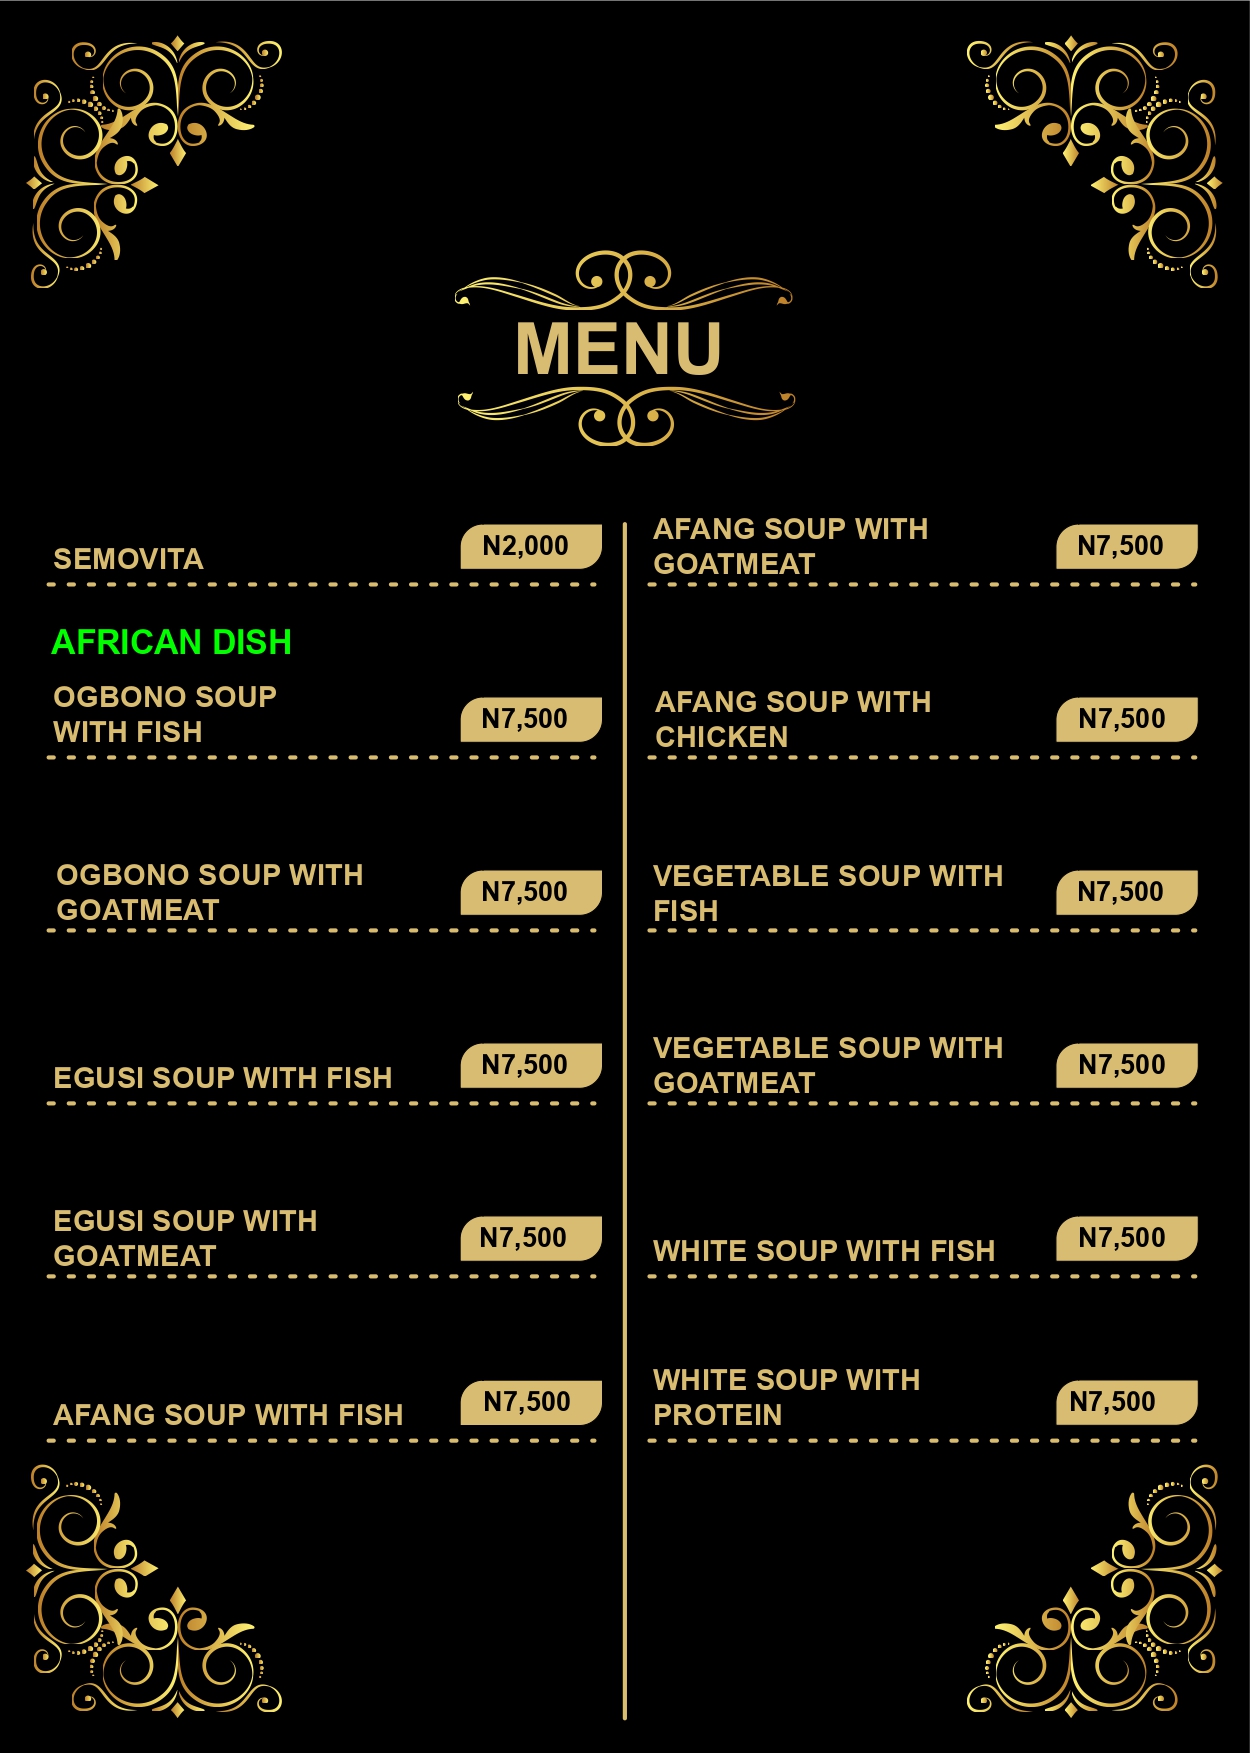 MENU
SEMOVITA
N2,000
AFRICAN DISH
OGBONO SOUP
WITH FISH
N7,500
OGBONO SOUP WITH
GOATMEAT
N7,500
EGUSI SOUP WITH FISH
N7,500
EGUSI SOUP WITH
GOATMEAT
N7,500
AFANG SOUP WITH FISH
N7,500
AFANG SOUP WITH
GOATMEAT
N7,500
AFANG SOUP WITH
CHICKEN
N7,500
VEGETABLE SOUP WITH
FISH
N7,500
VEGETABLE SOUP WITH
GOATMEAT
N7,500
WHITE SOUP WITH FISH
N7,500
WHITE SOUP WITH
PROTEIN
N7,500